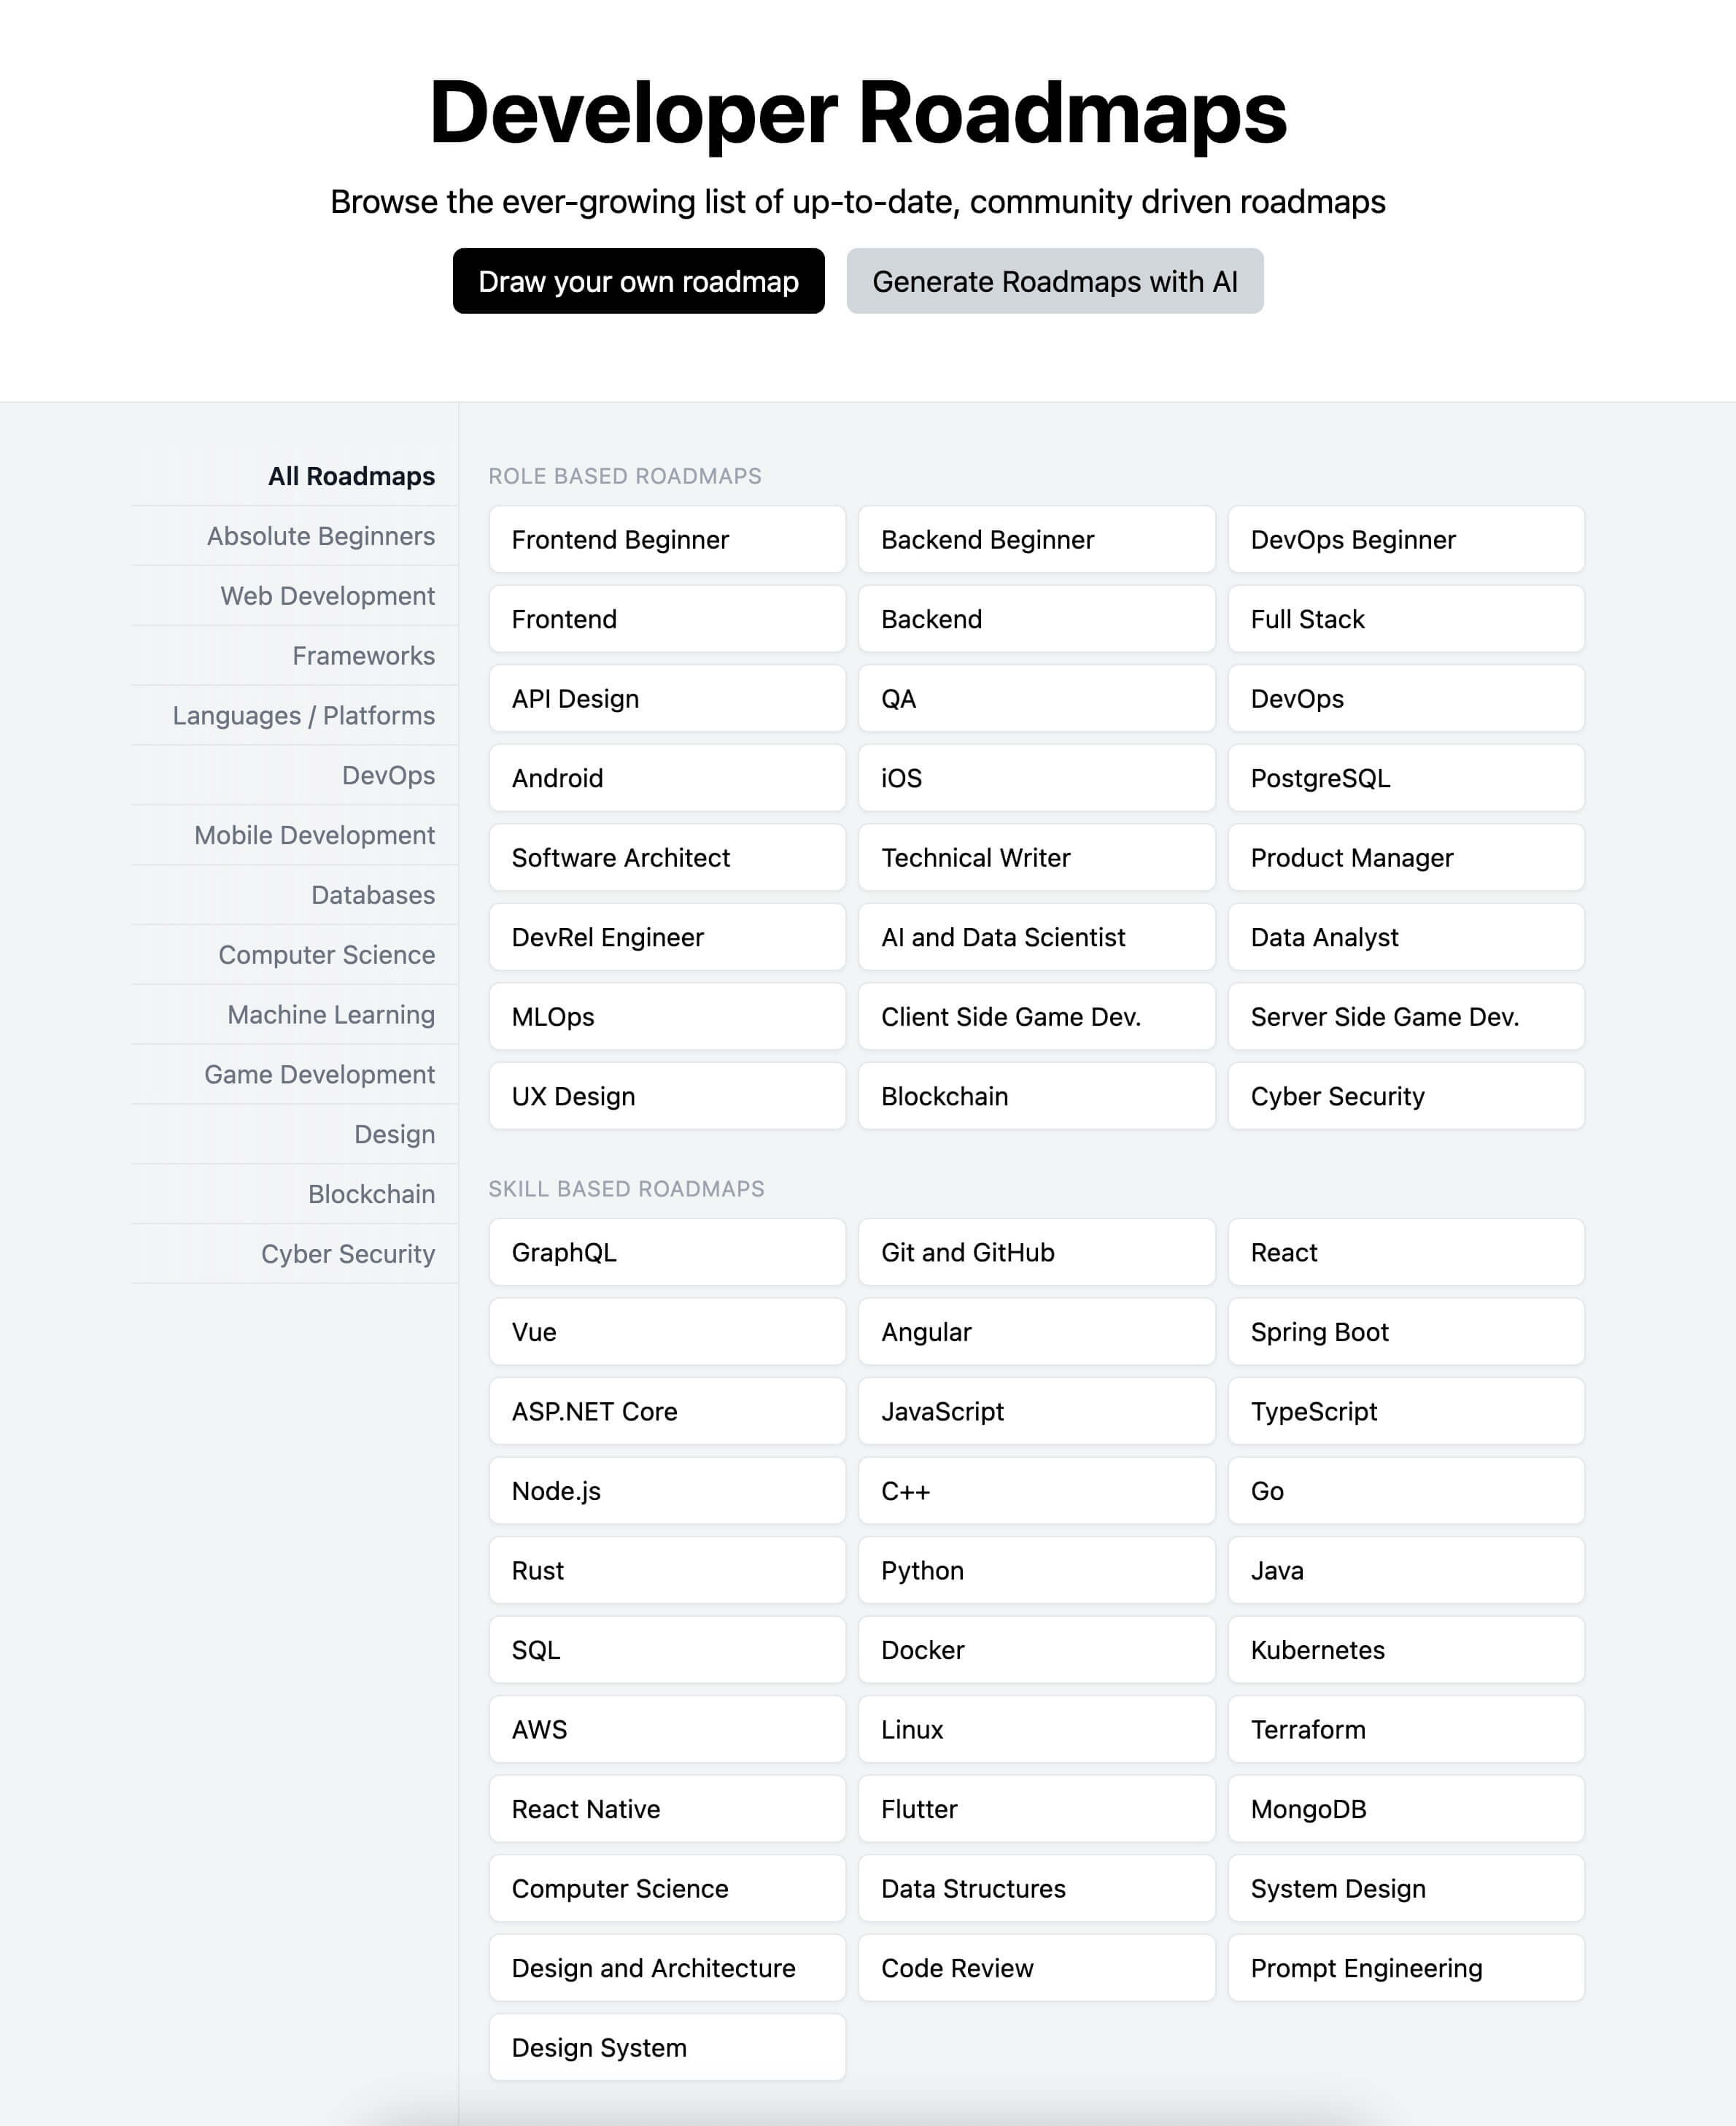 Developer Roadmaps
Browse the ever-growing list of up-to-date, community driven roadmaps
Draw your own roadmap
Generate Roadmaps with AI
All Roadmaps
Absolute Beginners
Web Development
Frameworks
Languages / Platforms
DevOps
Mobile Development
Databases
Computer Science
Machine Learning
Game Development
Design
Blockchain
Cyber Security
ROLE BASED ROADMAPS
Frontend Beginner
Backend Beginner
DevOps Beginner
Frontend
Backend
Full Stack
API Design
QA
DevOps
Android
iOS
PostgreSQL
Software Architect
Technical Writer
Product Manager
DevRel Engineer
AI and Data Scientist
Data Analyst
MLOps
Client Side Game Dev.
Server Side Game Dev.
UX Design
Blockchain
Cyber Security
SKILL BASED ROADMAPS
GraphQL
Git and GitHub
React
Vue
Angular
Spring Boot
ASP.NET Core
JavaScript
TypeScript
Node.js
C++
Go
Rust
Python
Java
SQL
Docker
Kubernetes
AWS
Linux
Terraform
React Native
Flutter
MongoDB
Computer Science
Data Structures
System Design
Design and Architecture
Code Review
Prompt Engineering
Design System